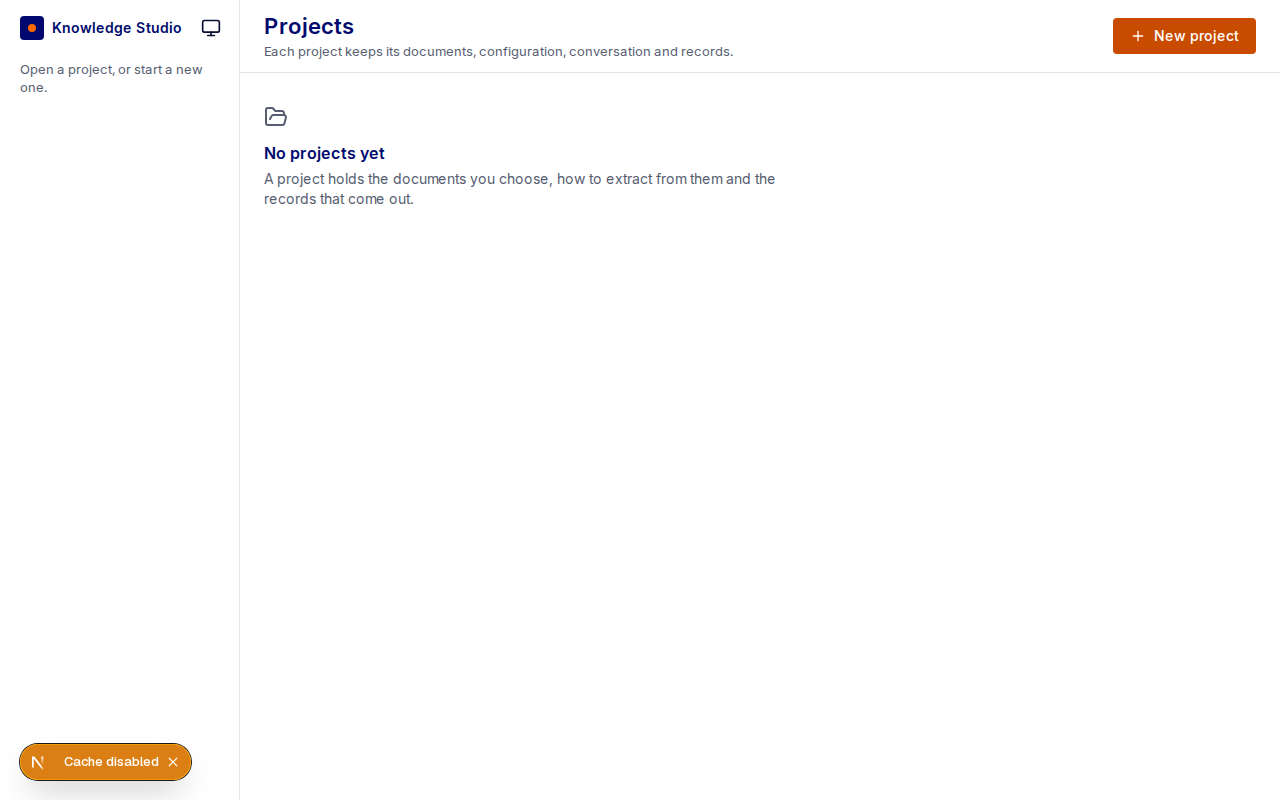 Knowledge Studio
Open a project, or start a new
one.
Projects
Each project keeps its documents, configuration, conversation and records.
New project
No projects yet
A project holds the documents you choose, how to extract from them and the
records that come out.
Cache disabled